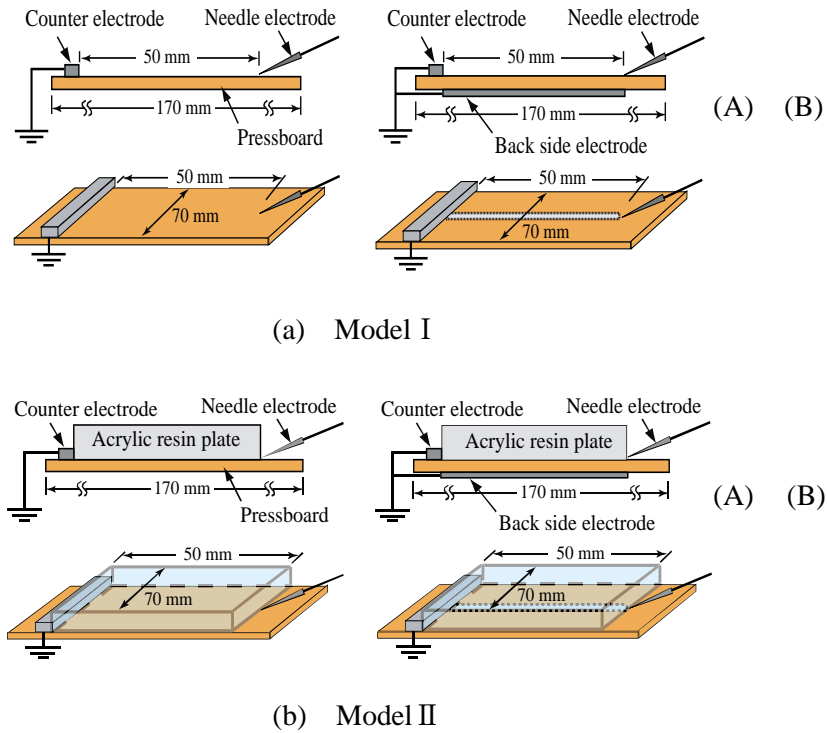 Counter electrode Needle electrode
50 mm
170 mm
Pressboard
50 mm
70 mm
Counter electrode Needle electrode
50 mm
170 mm
Back side electrode
50 mm
70 mm
(A) (B)
(a) Model Ⅰ
Counter electrode Needle electrode
Acrylic resin plate
170 mm
Pressboard
50 mm
70 mm
Counter electrode Needle electrode
Acrylic resin plate
170 mm
Back side electrode
50 mm
70 mm
(A) (B)
(b) Model Ⅱ